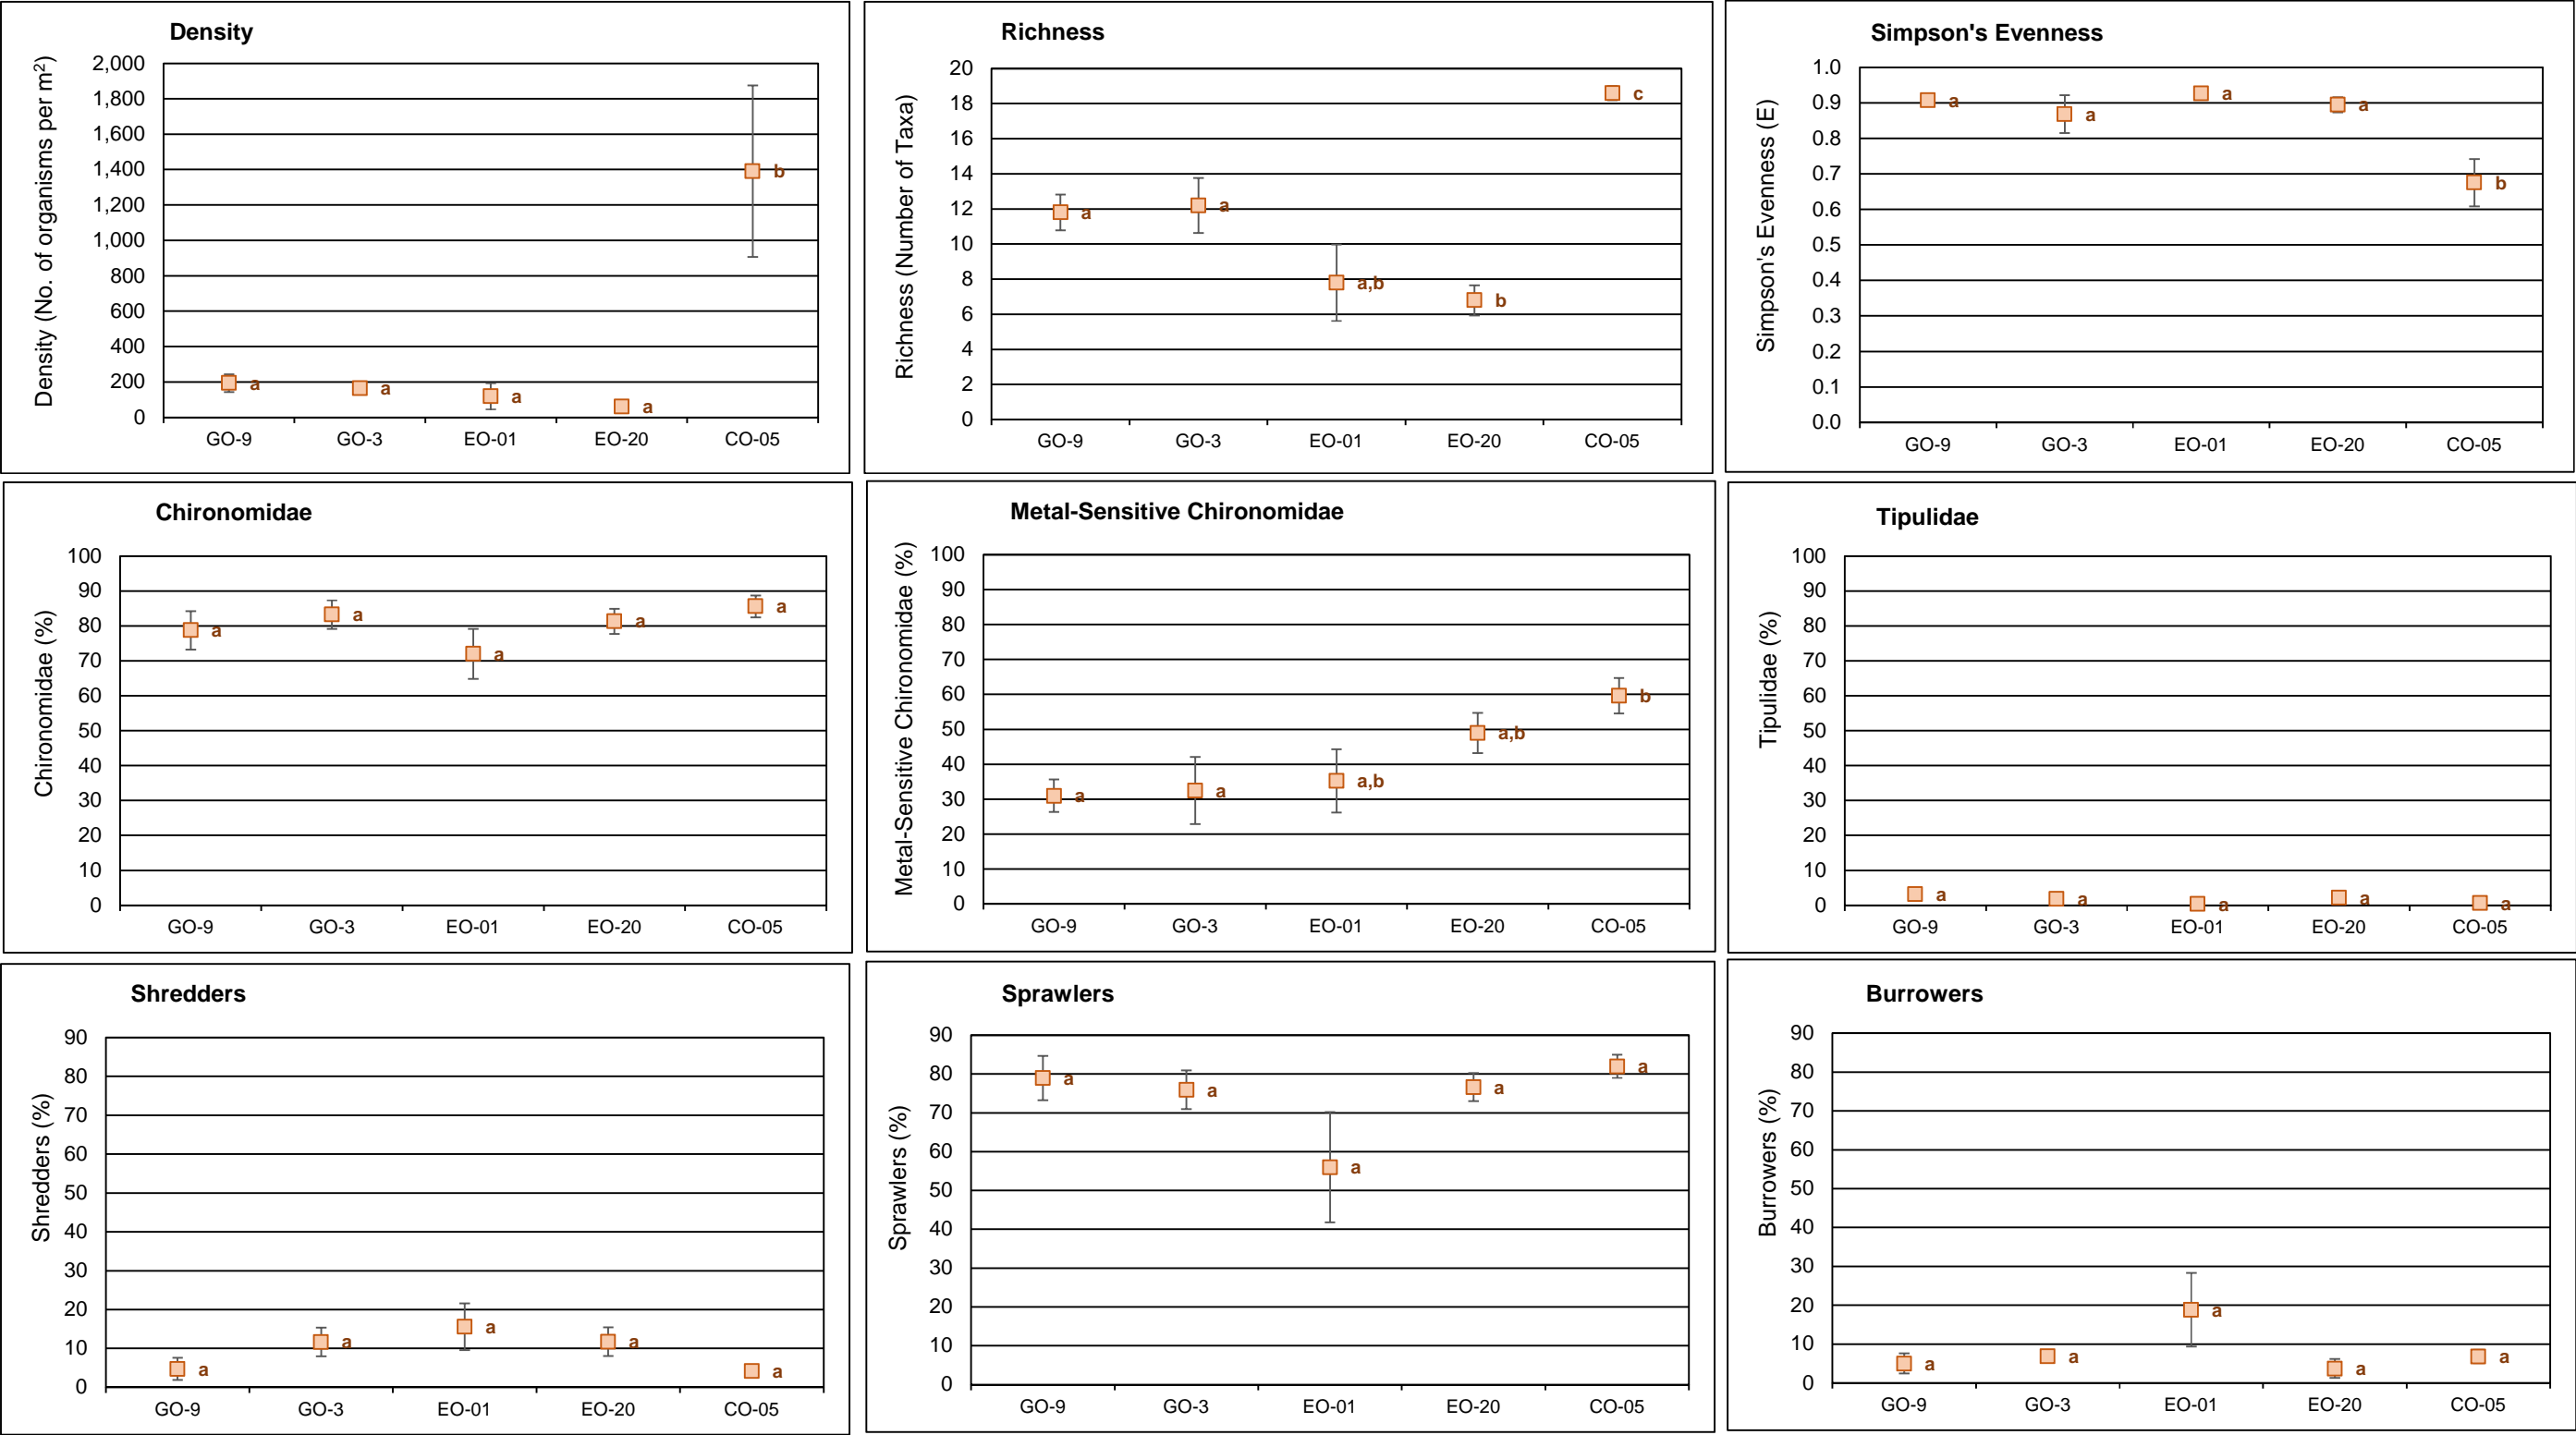 Density
Density (No. of organisms per m²)
2,000
1,800
1,600
1,400
1,200
1,000
800
600
400
200
0
a
a
a
a
b
GO-9 GO-3 EO-01 EO-20 CO-05
Richness
Richness (Number of Taxa)
20
18
16
14
12
10
8
6
4
2
0
a
a
a,b
b
c
GO-9 GO-3 EO-01 EO-20 CO-05
Simpson's Evenness
Simpson's Evenness (E)
1.0
0.9
0.8
0.7
0.6
0.5
0.4
0.3
0.2
0.1
0.0
a
a
a
a
b
GO-9 GO-3 EO-01 EO-20 CO-05
Chironomidae
Chironomidae (%)
100
90
80
70
60
50
40
30
20
10
0
a
a
a
a
a
GO-9 GO-3 EO-01 EO-20 CO-05
Metal-Sensitive Chironomidae
Metal-Sensitive Chironomidae (%)
100
90
80
70
60
50
40
30
20
10
0
a
a
a,b
a,b
b
GO-9 GO-3 EO-01 EO-20 CO-05
Tipulidae
Tipulidae (%)
100
90
80
70
60
50
40
30
20
10
0
a
a
a
a
a
GO-9 GO-3 EO-01 EO-20 CO-05
Shredders
Shredders (%)
90
80
70
60
50
40
30
20
10
0
a
a
a
a
a
GO-9 GO-3 EO-01 EO-20 CO-05
Sprawlers
Sprawlers (%)
90
80
70
60
50
40
30
20
10
0
a
a
a
a
a
GO-9 GO-3 EO-01 EO-20 CO-05
Burrowers
Burrowers (%)
90
80
70
60
50
40
30
20
10
0
a
a
a
a
a
GO-9 GO-3 EO-01 EO-20 CO-05